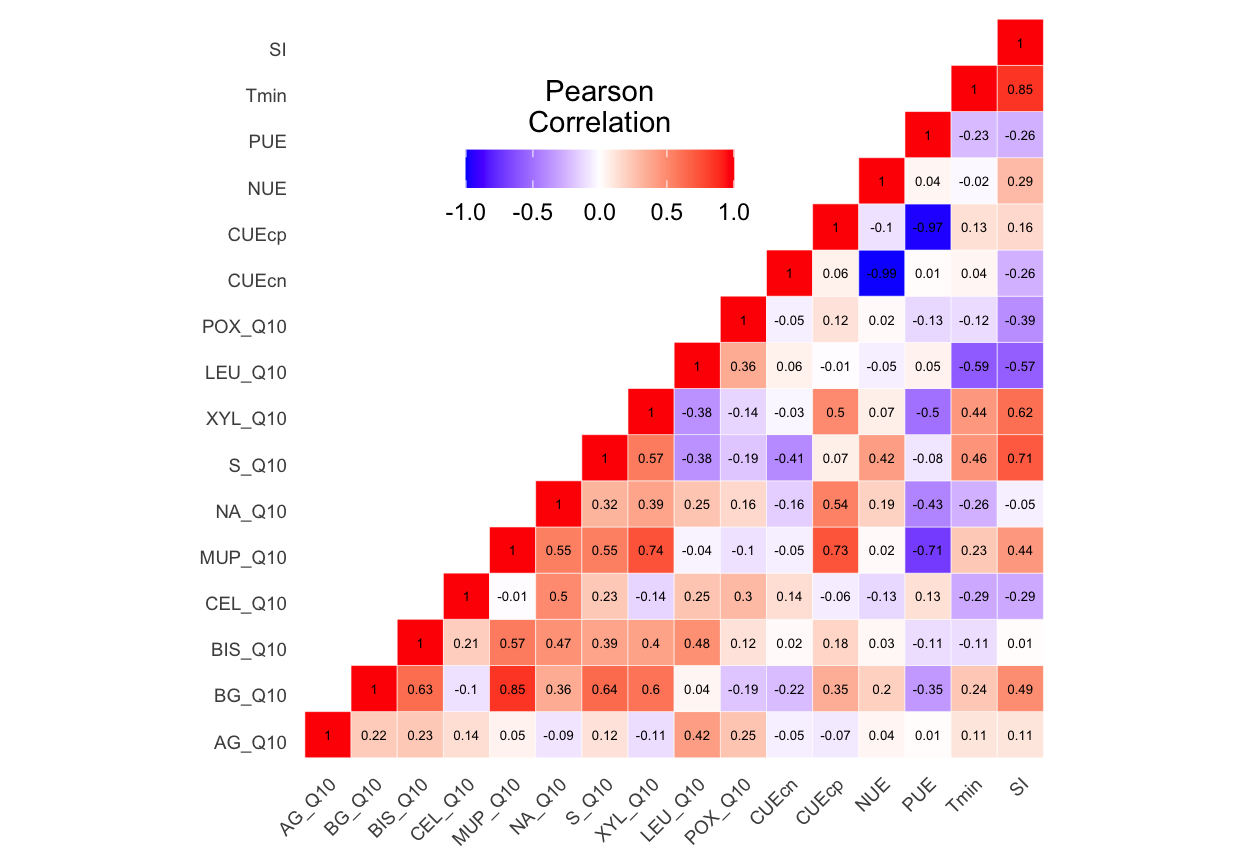 SI 1
Tmin 1 0.85
PUE 1 -0.23 -0.26
NUE 1 0.04 -0.02 0.29
CUEcp 1 -0.1 -0.97 0.13 0.16
CUEcn 1 0.06 -0.99 0.01 0.04 -0.26
POX_Q10 1 -0.05 0.12 0.02 -0.13 -0.12 -0.39
LEU_Q10 1 0.36 0.06 -0.01 -0.05 0.05 -0.59 -0.57
XYL_Q10 1 -0.38 -0.14 -0.03 0.5 0.07 -0.5 0.44 0.62
S_Q10 1 0.57 -0.38 -0.19 -0.41 0.07 0.42 -0.08 0.46 0.71
NA_Q10 1 0.32 0.39 0.25 0.16 -0.16 0.54 0.19 -0.43 -0.26 -0.05
MUP_Q10 1 0.55 0.55 0.74 -0.04 -0.1 -0.05 0.73 0.02 -0.71 0.23 0.44
CEL_Q10 1 -0.01 0.5 0.23 -0.14 0.25 0.3 0.14 -0.06 -0.13 0.13 -0.29 -0.29
BIS_Q10 1 0.21 0.57 0.47 0.39 0.4 0.48 0.12 0.02 0.18 0.03 -0.11 -0.11 0.01
BG_Q10 1 0.63 -0.1 0.85 0.36 0.64 0.6 0.04 -0.19 -0.22 0.35 0.2 -0.35 0.24 0.49
AG_Q10 1 0.22 0.23 0.14 0.05 -0.09 0.12 -0.11 0.42 0.25 -0.05 -0.07 0.04 0.01 0.11 0.11
AG_Q10 BG_Q10 BIS_Q10 CEL_Q10 MUP_Q10 NA_Q10 S_Q10 XYL_Q10 LEU_Q10 POX_Q10 CUEcn CUEcp NUE PUE Tmin SI
Pearson
Correlation
-1.0 -0.5 0.0 0.5 1.0